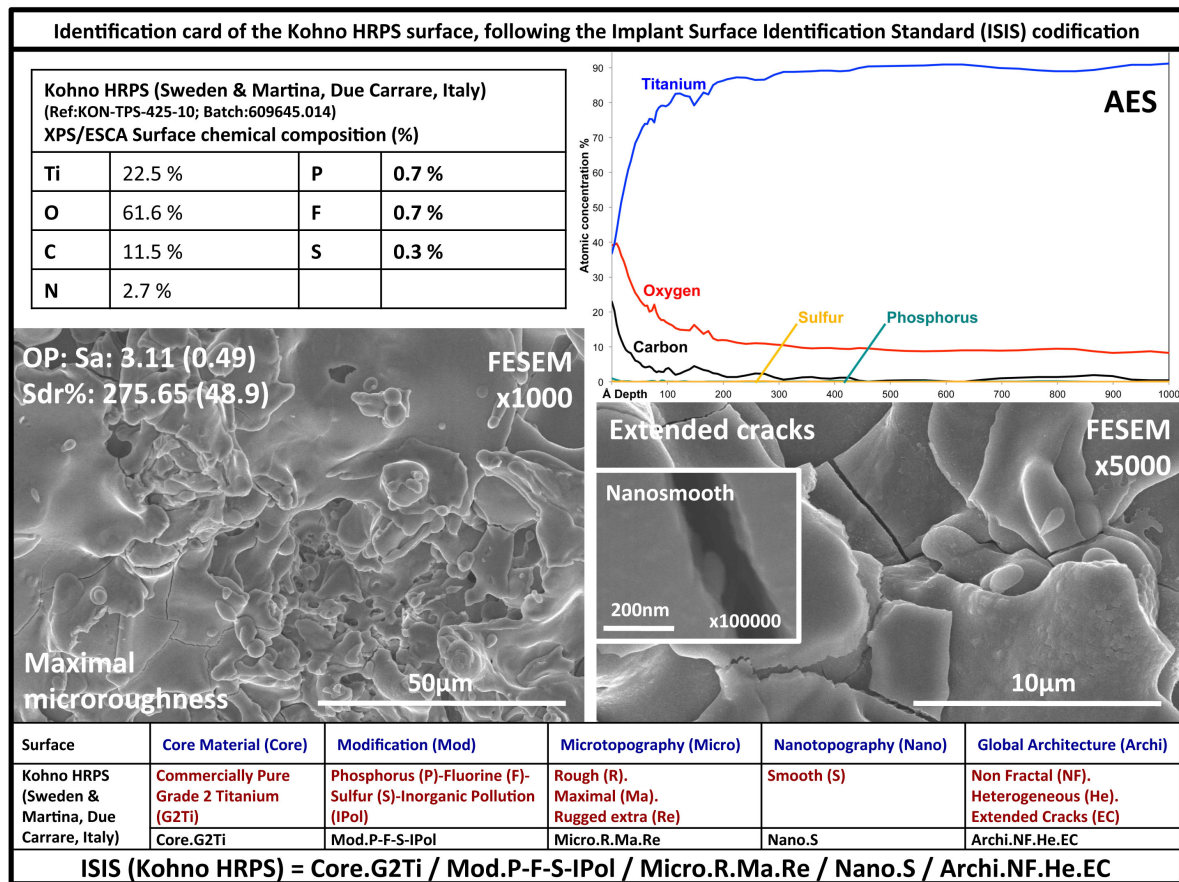 Identification card of the Kohno HRPS surface, following the Implant Surface Identification Standard (ISIS) codification
Kohno HRPS (Sweden & Martina, Due Carrare, Italy)
(Ref:KON-TPS-425-10; Batch:609645.014)
XPS/ESCA Surface chemical composition (%)
Ti 22.5 % P 0.7 %
O 61.6 % F 0.7 %
C 11.5 % S 0.3 %
N 2.7 %
AES
Atomic concentration %
90
80
70
60
50
40
30
20
10
0
Titanium
Oxygen
Carbon
Sulfur
Phosphorus
Å Depth 100 200 300 400 500 600 700 800 900 1000
OP: Sa: 3.11 (0.49)
Sdr%: 275.65 (48.9)
FESEM
x1000
Maximal
microroughness
50µm
Extended cracks
FESEM
x5000
Nanosmooth
200nm
x100000
10µm
Surface Core Material (Core) Modification (Mod) Microtopography (Micro) Nanotopography (Nano) Global Architecture (Archi)
Kohno HRPS
(Sweden &
Martina, Due
Carrare, Italy)
Commercially Pure
Grade 2 Titanium
(G2Ti)
Phosphorus (P)-Fluorine (F)-
Sulfur (S)-Inorganic Pollution
(IPol)
Rough (R).
Maximal (Ma).
Rugged extra (Re)
Smooth (S)
Non Fractal (NF).
Heterogeneous (He).
Extended Cracks (EC)
Core.G2Ti Mod.P-F-S-IPol Micro.R.Ma.Re Nano.S Archi.NF.He.EC
ISIS (Kohno HRPS) = Core.G2Ti / Mod.P-F-S-IPol / Micro.R.Ma.Re / Nano.S / Archi.NF.He.EC